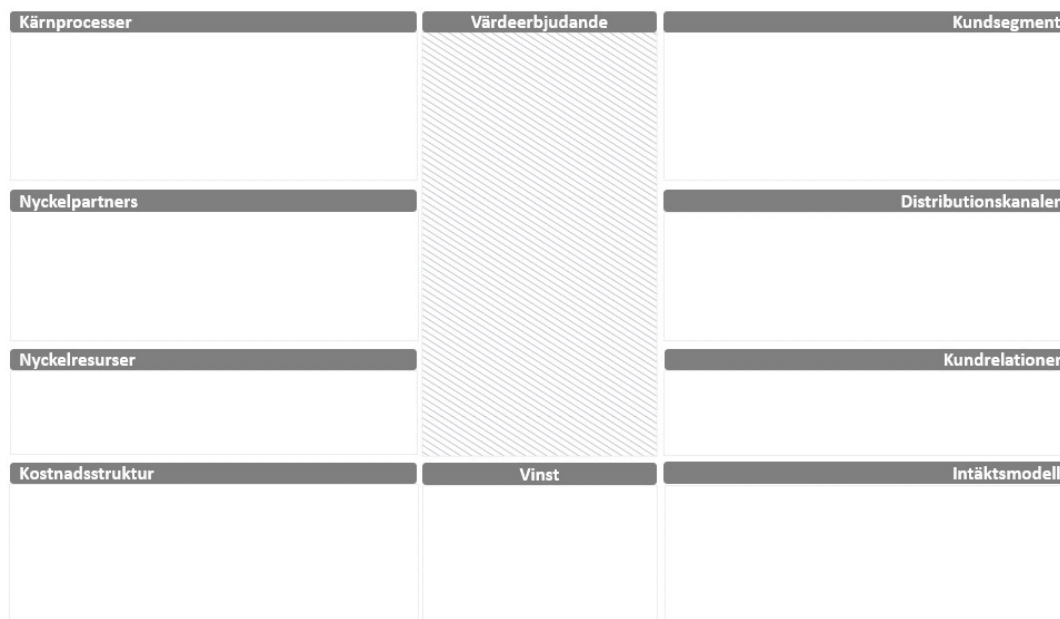 Kärnprocesser
Värdeerbjudande
Kundsegment
Nyckelpartners
Distributionskanaler
Nyckelresurser
Kundrelationer
Kostnadsstruktur
Vinst
Intäktsmodell